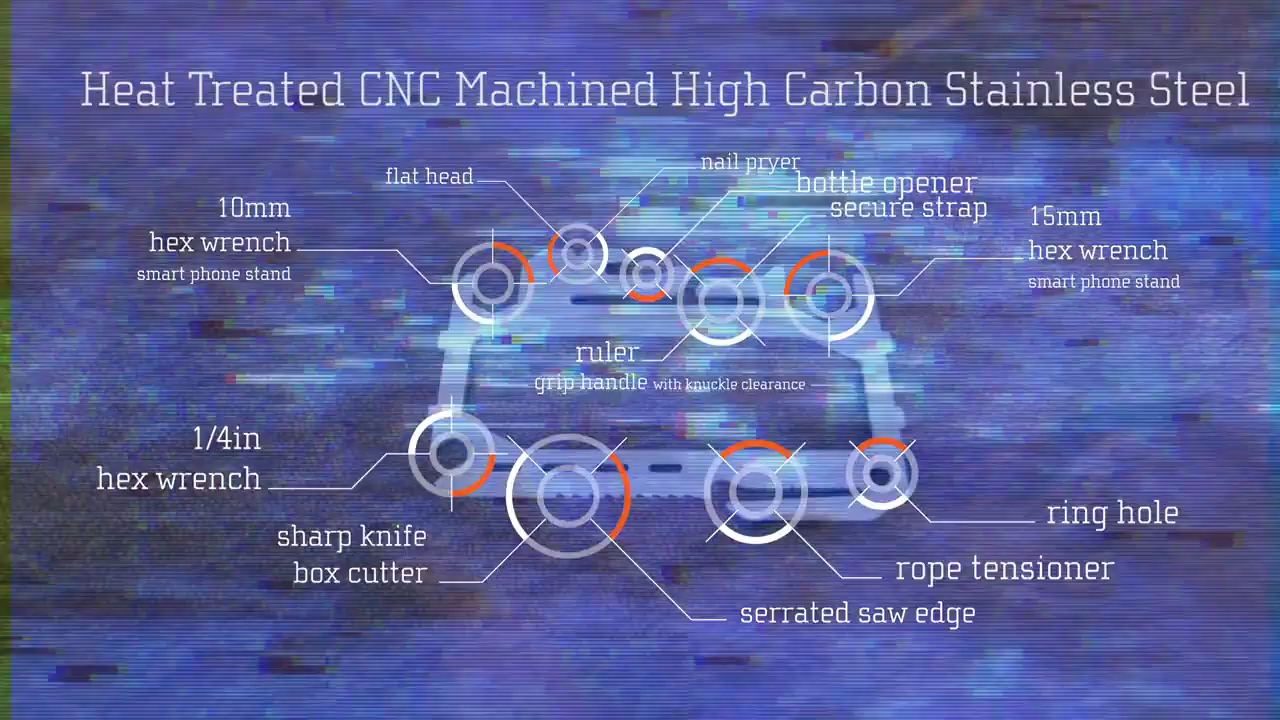 Heat Treated CNC Machined High Carbon Stainless Steel
nail pryer
flat head
bottle opener
secure strap
10mm
hex wrench
smart phone stand
15mm
hex wrench
smart phone stand
ruler
grip handle with knuckle clearance
1/4in
hex wrench
sharp knife
box cutter
ring hole
rope tensioner
serrated saw edge